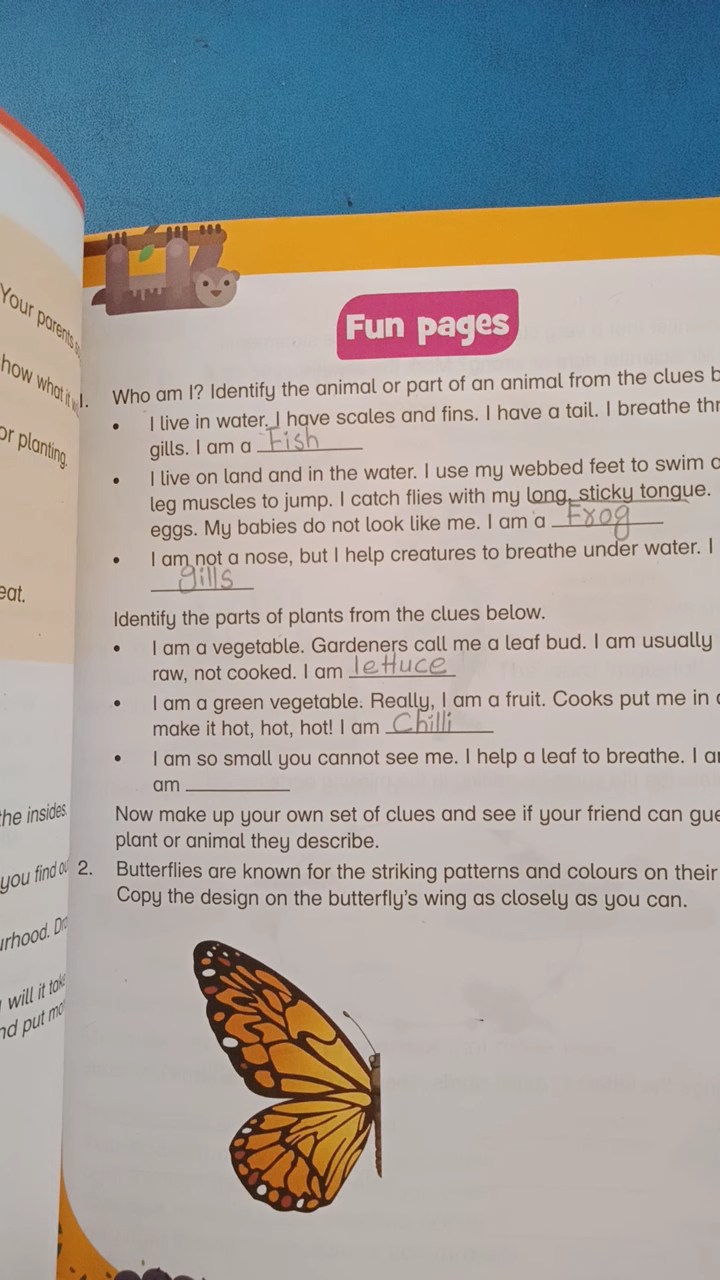 Your parents
how what it
or planting.
eat.
the insides.
you find
urhood.
will it
nd put
Fun pages
1. Who am I? Identify the animal or part of an animal from the clues
• I live in water. I have scales and fins. I have a tail. I breathe
gills. I am a Fish
• I live on land and in the water. I use my webbed feet to swim
leg muscles to jump. I catch flies with my long, sticky tongue.
eggs. My babies do not look like me. I am a Frog
• I am not a nose, but I help creatures to breathe under water. I
gills
Identify the parts of plants from the clues below.
• I am a vegetable. Gardeners call me a leaf bud. I am usually
raw, not cooked. I am lettuce
• I am a green vegetable. Really, I am a fruit. Cooks put me in
make it hot, hot, hot! I am Chilli
• I am so small you cannot see me. I help a leaf to breathe. I
am
Now make up your own set of clues and see if your friend can
plant or animal they describe.
2. Butterflies are known for the striking patterns and colours on their
Copy the design on the butterfly's wing as closely as you can.